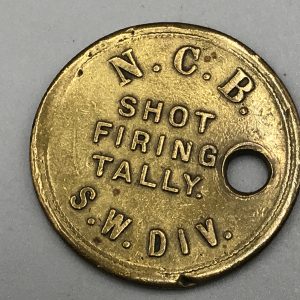 N.C.B.
SHOT
FIRING
TALLY.
S.W. DIV.